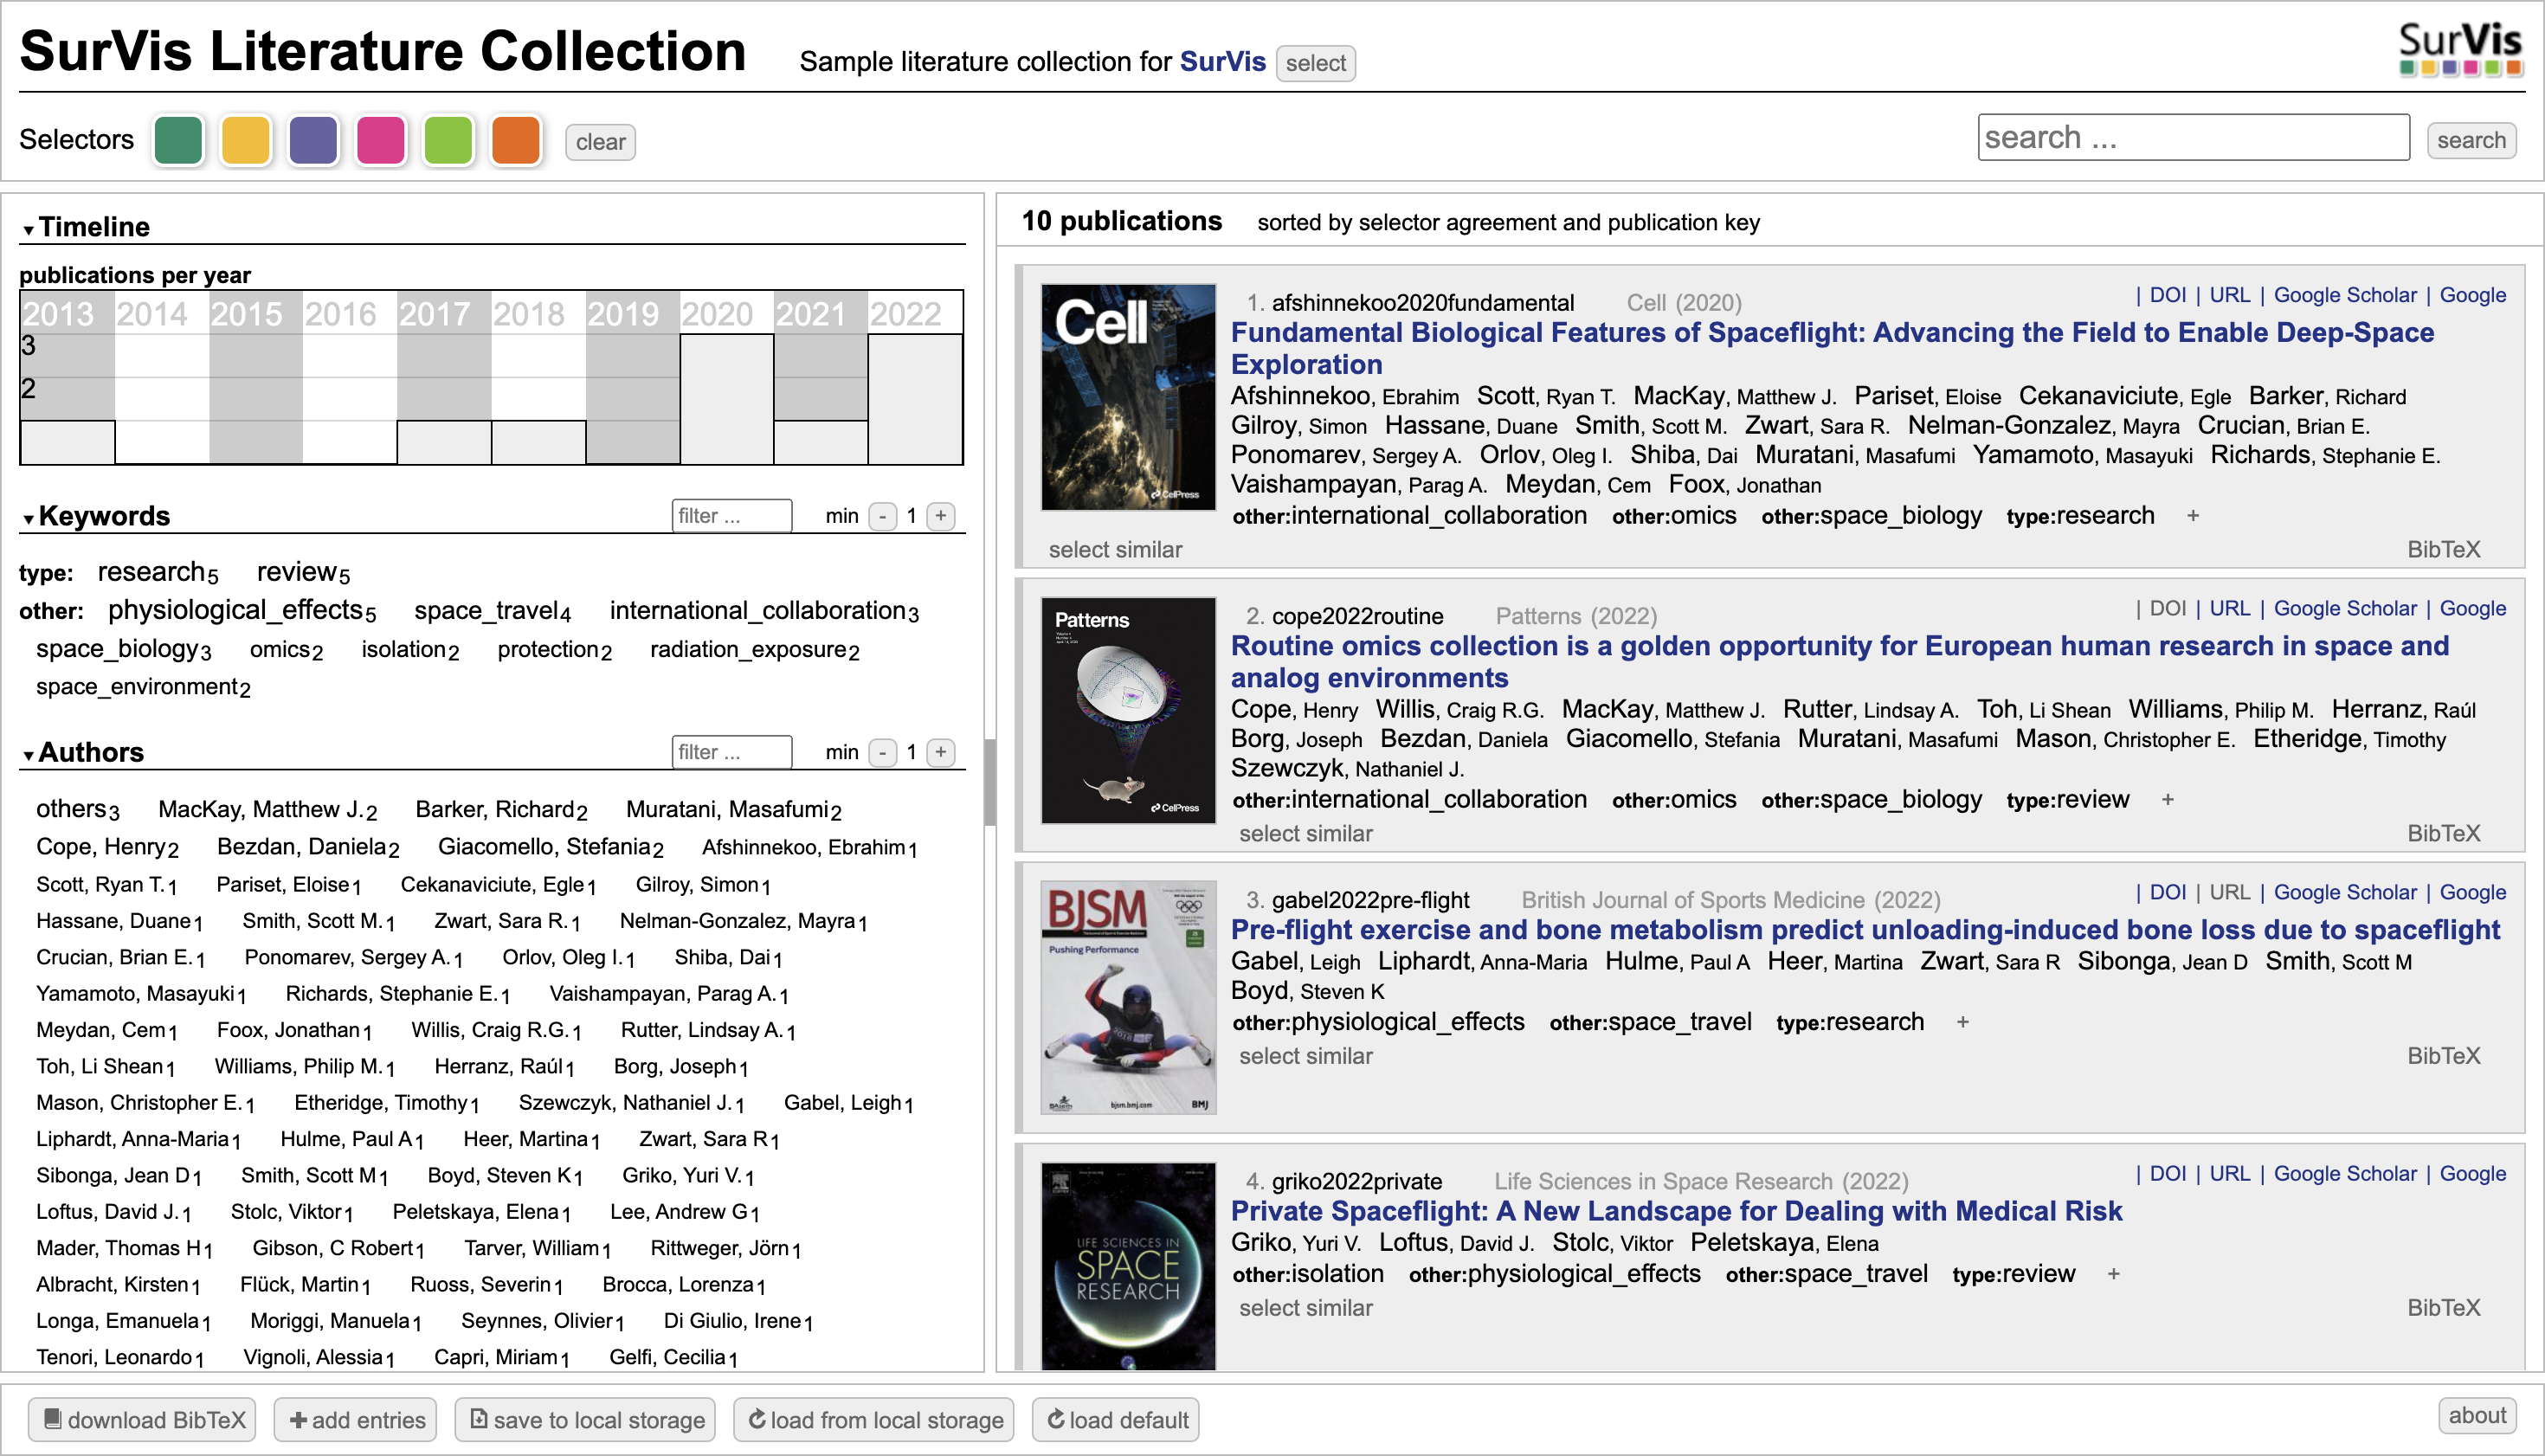 SurVis Literature Collection Sample literature collection for SurVis select
SurVis
Selectors clear search ... search
▾Timeline
publications per year
2013 2014 2015 2016 2017 2018 2019 2020 2021 2022
3
2
▾Keywords filter ... min - 1 +
type: research5 review5
other: physiological_effects5 space_travel4 international_collaboration3
space_biology3 omics2 isolation2 protection2 radiation_exposure2
space_environment2
▾Authors filter ... min - 1 +
others3 MacKay, Matthew J.2 Barker, Richard2 Muratani, Masafumi2
Cope, Henry2 Bezdan, Daniela2 Giacomello, Stefania2 Afshinnekoo, Ebrahim1
Scott, Ryan T.1 Pariset, Eloise1 Cekanaviciute, Egle1 Gilroy, Simon1
Hassane, Duane1 Smith, Scott M.1 Zwart, Sara R.1 Nelman-Gonzalez, Mayra1
Crucian, Brian E.1 Ponomarev, Sergey A.1 Orlov, Oleg I.1 Shiba, Dai1
Yamamoto, Masayuki1 Richards, Stephanie E.1 Vaishampayan, Parag A.1
Meydan, Cem1 Foox, Jonathan1 Willis, Craig R.G.1 Rutter, Lindsay A.1
Toh, Li Shean1 Williams, Philip M.1 Herranz, Raúl1 Borg, Joseph1
Mason, Christopher E.1 Etheridge, Timothy1 Szewczyk, Nathaniel J.1 Gabel, Leigh1
Liphardt, Anna-Maria1 Hulme, Paul A1 Heer, Martina1 Zwart, Sara R1
Sibonga, Jean D1 Smith, Scott M1 Boyd, Steven K1 Griko, Yuri V.1
Loftus, David J.1 Stolc, Viktor1 Peletskaya, Elena1 Lee, Andrew G1
Mader, Thomas H1 Gibson, C Robert1 Tarver, William1 Rittweger, Jörn1
Albracht, Kirsten1 Flück, Martin1 Ruoss, Severin1 Brocca, Lorenza1
Longa, Emanuela1 Moriggi, Manuela1 Seynnes, Olivier1 Di Giulio, Irene1
Tenori, Leonardo1 Vignoli, Alessia1 Capri, Miriam1 Gelfi, Cecilia1
10 publications sorted by selector agreement and publication key
Cell
CellPress
1. afshinnekoo2020fundamental Cell (2020) | DOI | URL | Google Scholar | Google
Fundamental Biological Features of Spaceflight: Advancing the Field to Enable Deep-Space
Exploration
Afshinnekoo, Ebrahim Scott, Ryan T. MacKay, Matthew J. Pariset, Eloise Cekanaviciute, Egle Barker, Richard
Gilroy, Simon Hassane, Duane Smith, Scott M. Zwart, Sara R. Nelman-Gonzalez, Mayra Crucian, Brian E.
Ponomarev, Sergey A. Orlov, Oleg I. Shiba, Dai Muratani, Masafumi Yamamoto, Masayuki Richards, Stephanie E.
Vaishampayan, Parag A. Meydan, Cem Foox, Jonathan
other:international_collaboration other:omics other:space_biology type:research +
select similar BibTeX
Patterns
CellPress
2. cope2022routine Patterns (2022) | DOI | URL | Google Scholar | Google
Routine omics collection is a golden opportunity for European human research in space and
analog environments
Cope, Henry Willis, Craig R.G. MacKay, Matthew J. Rutter, Lindsay A. Toh, Li Shean Williams, Philip M. Herranz, Raúl
Borg, Joseph Bezdan, Daniela Giacomello, Stefania Muratani, Masafumi Mason, Christopher E. Etheridge, Timothy
Szewczyk, Nathaniel J.
other:international_collaboration other:omics other:space_biology type:review +
select similar BibTeX
BJSM
Pushing Performance
bjsm.bmj.com BMJ
3. gabel2022pre-flight British Journal of Sports Medicine (2022) | DOI | URL | Google Scholar | Google
Pre-flight exercise and bone metabolism predict unloading-induced bone loss due to spaceflight
Gabel, Leigh Liphardt, Anna-Maria Hulme, Paul A Heer, Martina Zwart, Sara R Sibonga, Jean D Smith, Scott M
Boyd, Steven K
other:physiological_effects other:space_travel type:research +
select similar BibTeX
LIFE SCIENCES IN
SPACE
RESEARCH
4. griko2022private Life Sciences in Space Research (2022) | DOI | URL | Google Scholar | Google
Private Spaceflight: A New Landscape for Dealing with Medical Risk
Griko, Yuri V. Loftus, David J. Stolc, Viktor Peletskaya, Elena
other:isolation other:physiological_effects other:space_travel type:review +
select similar BibTeX
download BibTeX add entries save to local storage load from local storage load default about